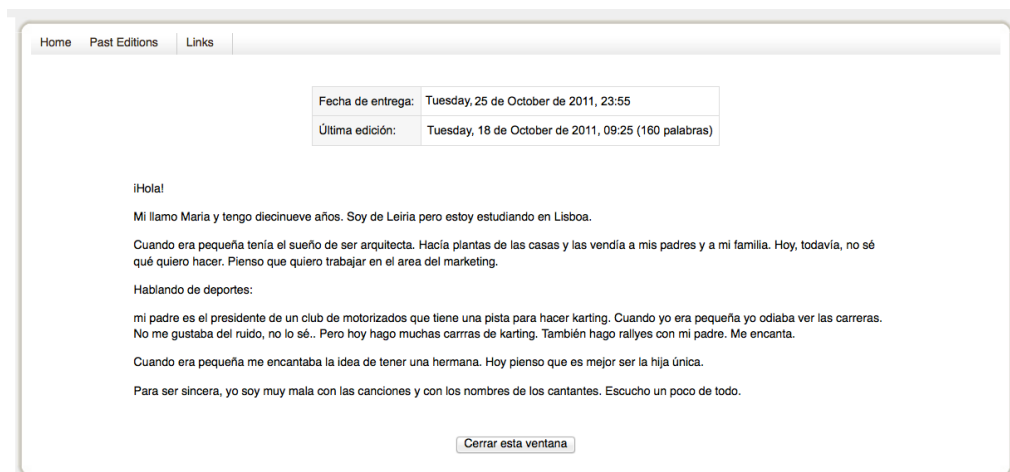 Home Past Editions Links
Fecha de entrega: Tuesday, 25 de October de 2011, 23:55
Última edición: Tuesday, 18 de October de 2011, 09:25 (160 palabras)
¡Hola!
Mi llamo Maria y tengo diecinueve años. Soy de Leiria pero estoy estudiando en Lisboa.
Cuando era pequeña tenía el sueño de ser arquitecta. Hacía plantas de las casas y las vendía a mis padres y a mi familia. Hoy, todavía, no sé
qué quiero hacer. Pienso que quiero trabajar en el area del marketing.
Hablando de deportes:
mi padre es el presidente de un club de motorizados que tiene una pista para hacer karting. Cuando yo era pequeña yo odiaba ver las carreras.
No me gustaba del ruido, no lo sé.. Pero hoy hago muchas carrras de karting. También hago rallyes con mi padre. Me encanta.
Cuando era pequeña me encantaba la idea de tener una hermana. Hoy pienso que es mejor ser la hija única.
Para ser sincera, yo soy muy mala con las canciones y con los nombres de los cantantes. Escucho un poco de todo.
Cerrar esta ventana